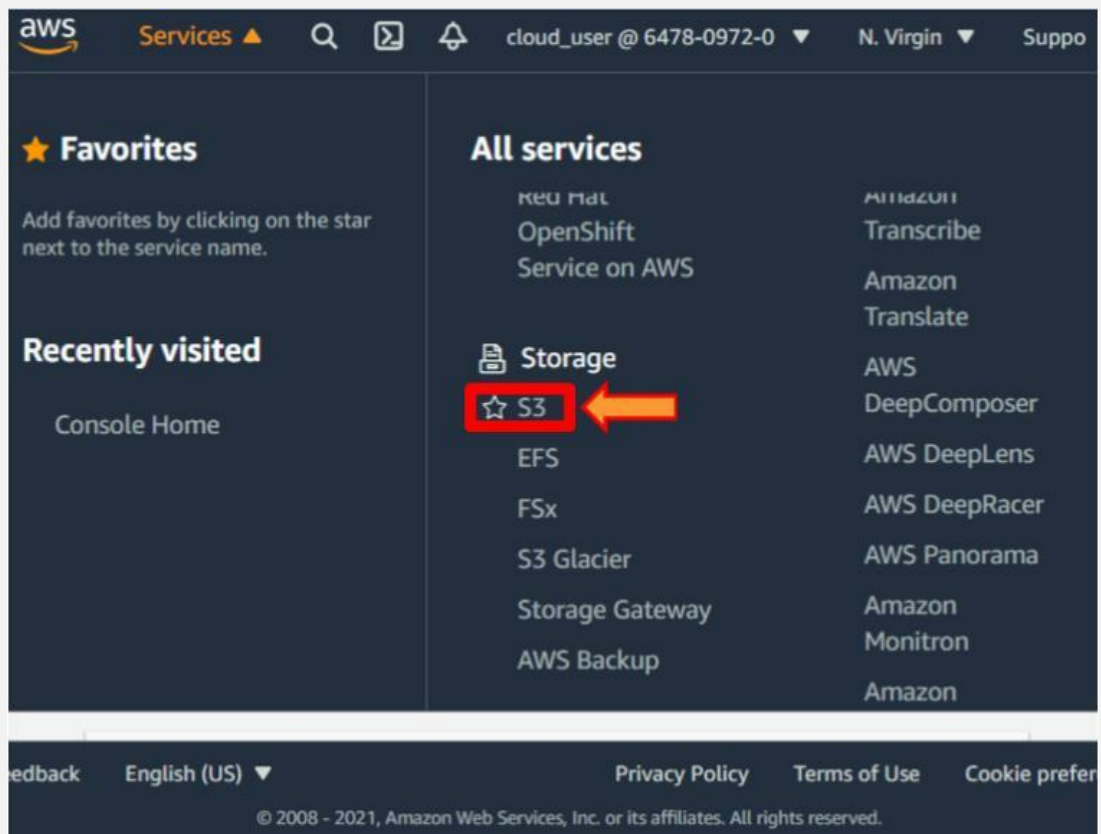 aws
Services
cloud_user @ 6478-0972-0
N. Virgin
Suppo
Favorites
Add favorites by clicking on the star
next to the service name.
Recently visited
Console Home
All services
Red Hat
OpenShift
Service on AWS
Storage
S3
EFS
FSx
S3 Glacier
Storage Gateway
AWS Backup
Amazon
Transcribe
Amazon
Translate
AWS
DeepComposer
AWS DeepLens
AWS DeepRacer
AWS Panorama
Amazon
Monitron
Amazon
eedback
English (US)
Privacy Policy
Terms of Use
Cookie prefer
© 2008 - 2021, Amazon Web Services, Inc. or its affiliates. All rights reserved.